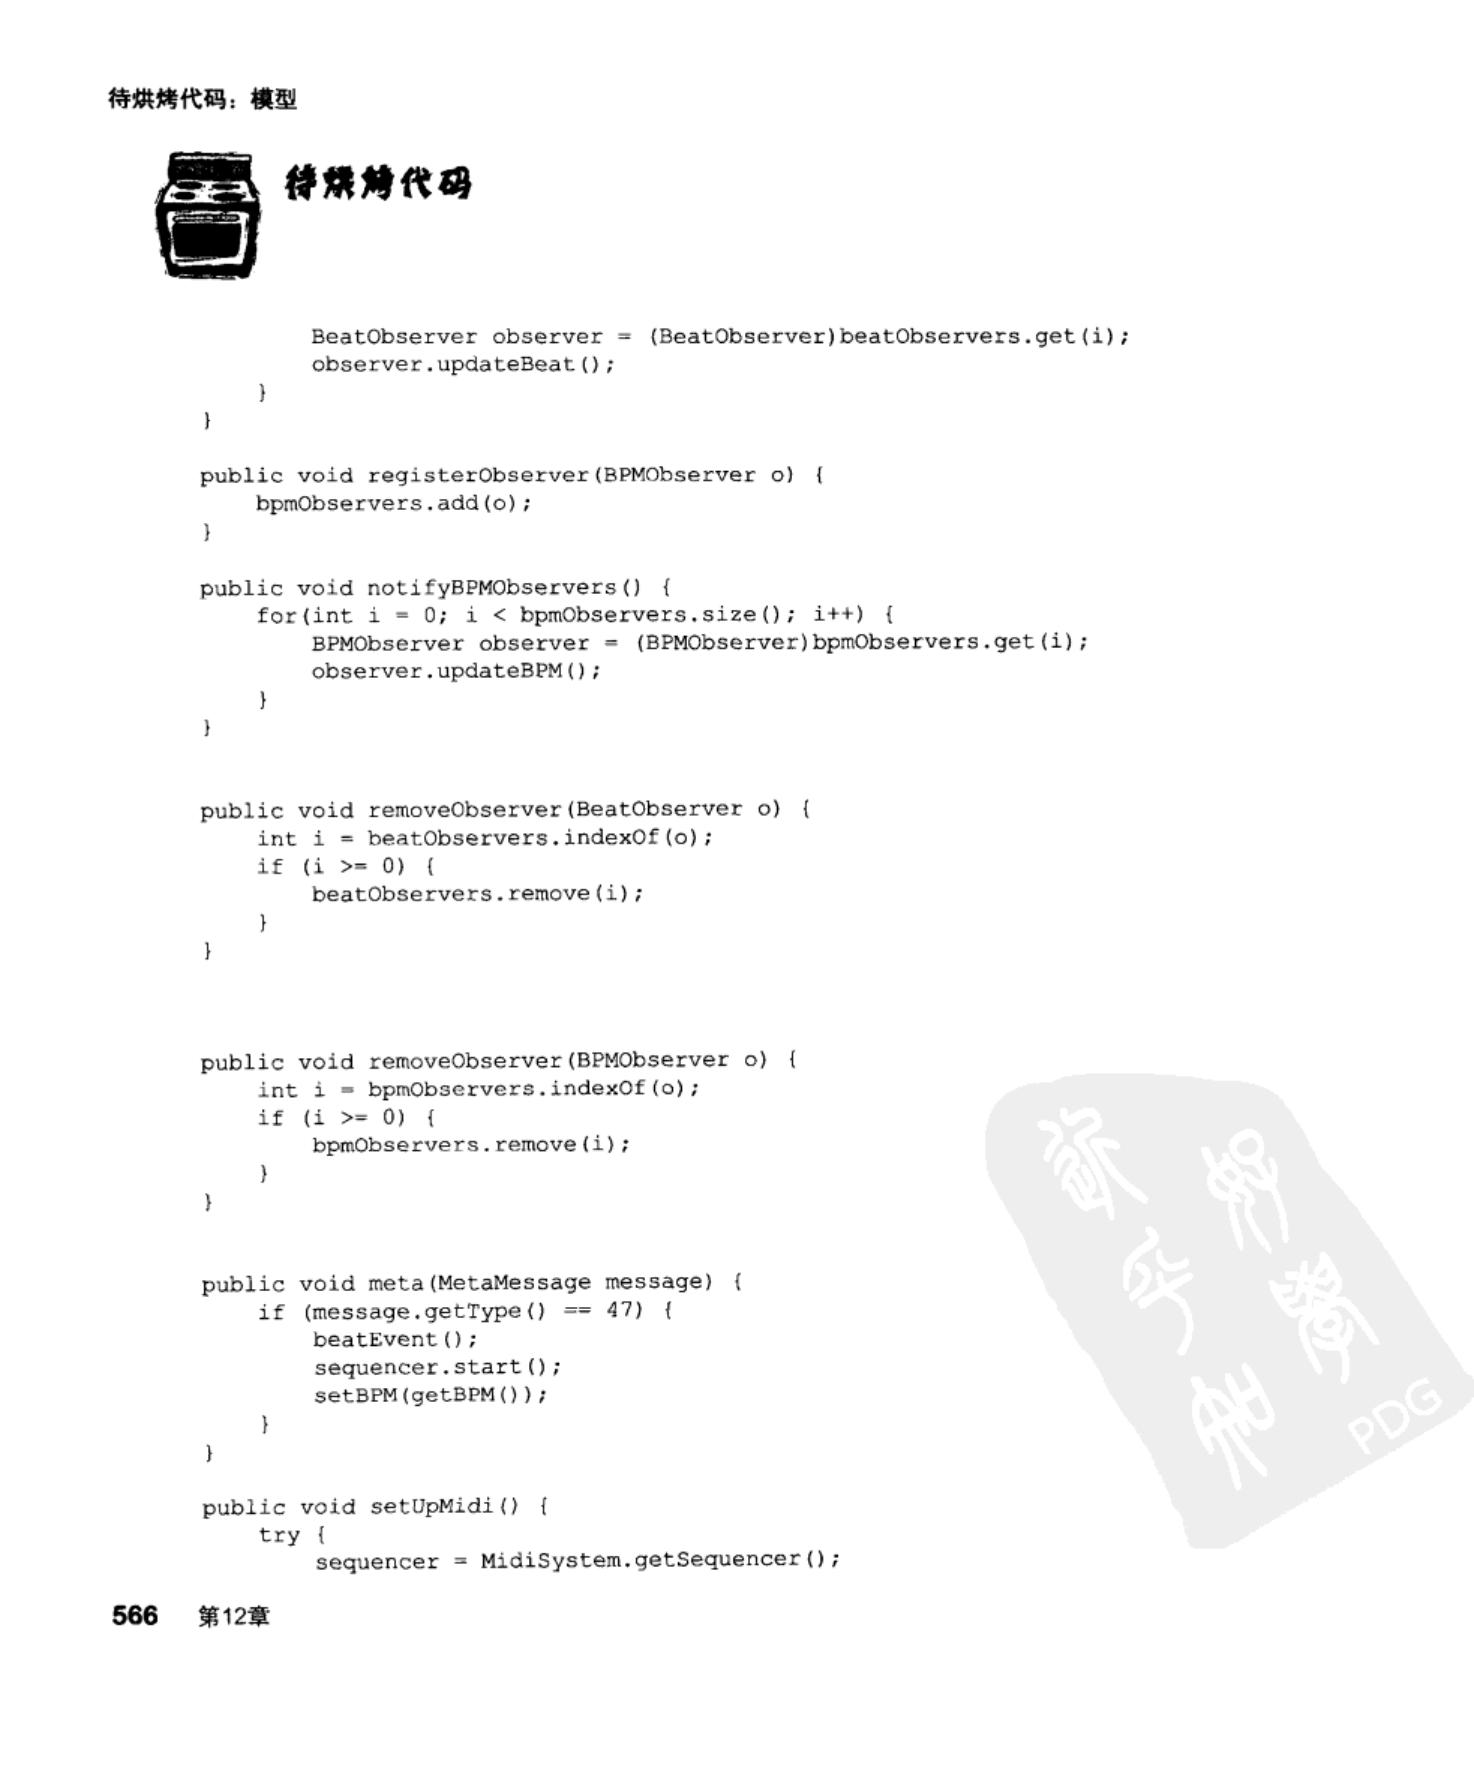 待烘烤代码：模型
待烘烤代码
            BeatObserver observer = (BeatObserver)beatObservers.get(i);
            observer.updateBeat();
        }
    }
    public void registerObserver(BPMObserver o) {
        bpmObservers.add(o);
    }
    public void notifyBPMObservers() {
        for(int i = 0; i < bpmObservers.size(); i++) {
            BPMObserver observer = (BPMObserver)bpmObservers.get(i);
            observer.updateBPM();
        }
    }
    public void removeObserver(BeatObserver o) {
        int i = beatObservers.indexOf(o);
        if (i >= 0) {
            beatObservers.remove(i);
        }
    }
    public void removeObserver(BPMObserver o) {
        int i = bpmObservers.indexOf(o);
        if (i >= 0) {
            bpmObservers.remove(i);
        }
    }
    public void meta(MetaMessage message) {
        if (message.getType() == 47) {
            beatEvent();
            sequencer.start();
            setBPM(getBPM());
        }
    }
    public void setUpMidi() {
        try {
            sequencer = MidiSystem.getSequencer();
PDG
566 第12章